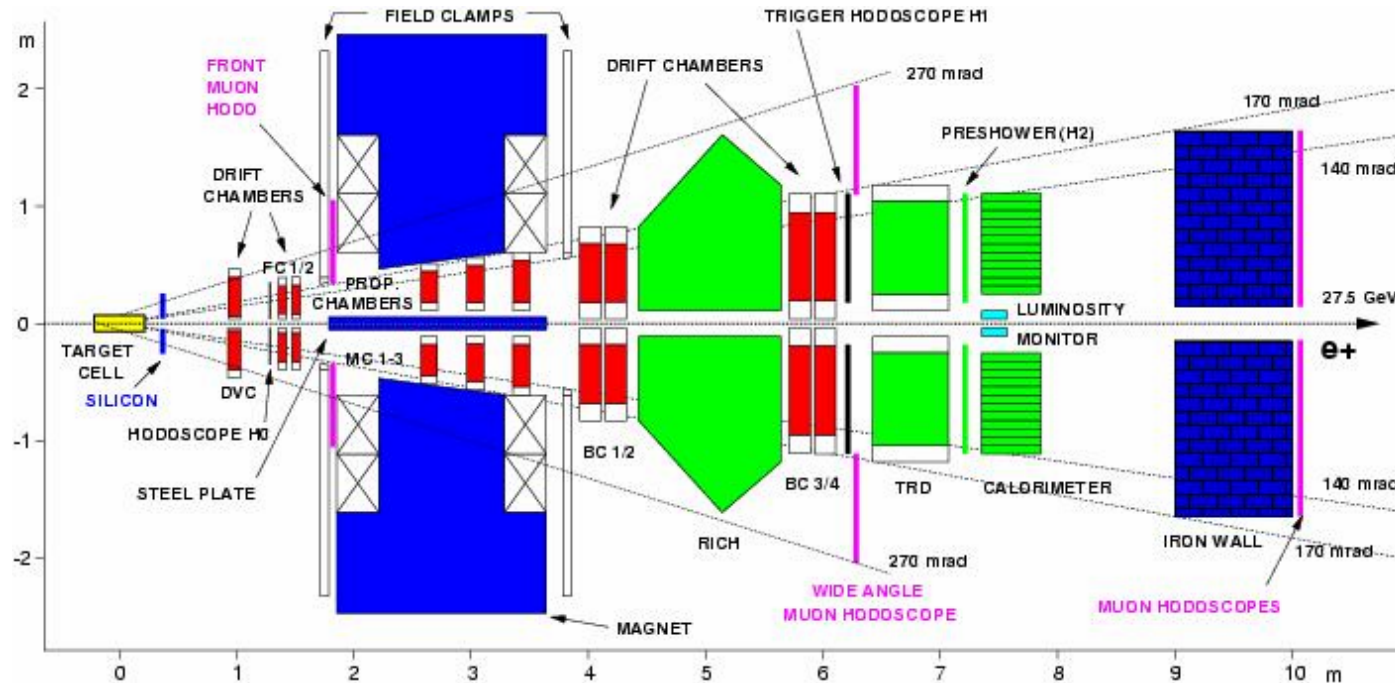 FIELD CLAMPS
TRIGGER HODOSCOPE H1
m
2
1
0
-1
-2
FRONT
MUON
HODO
DRIFT CHAMBERS
270 mrad
170 mrad
PRESHOWER (H2)
140 mrad
DRIFT
CHAMBERS
FC 1/2
PROP.
CHAMBERS
LUMINOSITY
MONITOR
27.5 GeV
e+
TARGET
CELL
SILICON
DVC
MC 1-3
HODOSCOPE H0
STEEL PLATE
BC 1/2
BC 3/4
TRD
CALORIMETER
RICH
IRON WALL
140 mrad
170 mrad
270 mrad
WIDE ANGLE
MUON HODOSCOPE
MUON HODOSCOPES
MAGNET
0 1 2 3 4 5 6 7 8 9 10 m